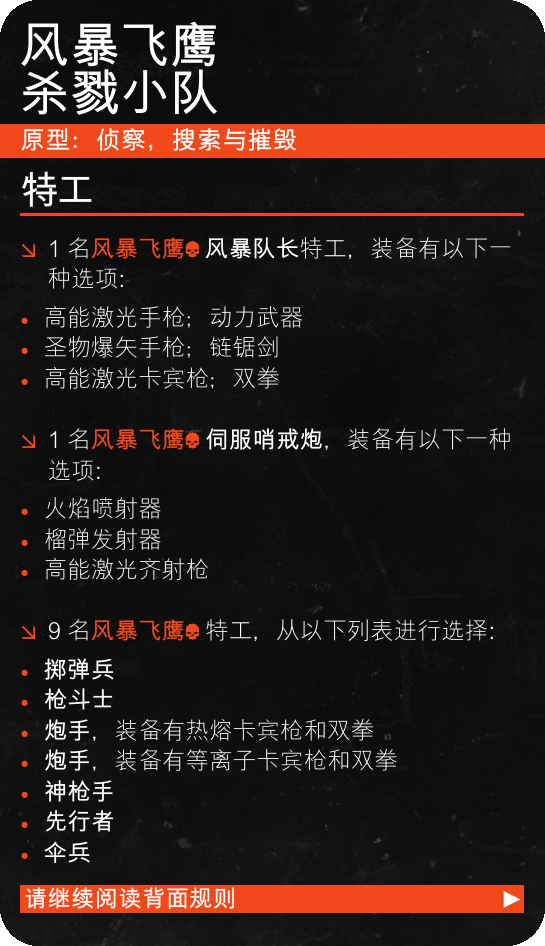 风暴飞鹰
杀戮小队
原型：侦察，搜索与摧毁
特工
↘ 1 名风暴飞鹰💀风暴队长特工，装备有以下一
种选项：
• 高能激光手枪；动力武器
• 圣物爆矢手枪；链锯剑
• 高能激光卡宾枪；双拳
↘ 1 名风暴飞鹰💀伺服哨戒炮，装备有以下一种
选项：
• 火焰喷射器
• 榴弹发射器
• 高能激光齐射枪
↘ 9 名风暴飞鹰💀特工，从以下列表进行选择：
• 掷弹兵
• 枪斗士
• 炮手，装备有热熔卡宾枪和双拳
• 炮手，装备有等离子卡宾枪和双拳
• 神枪手
• 先行者
• 伞兵
请继续阅读背面规则 ▶